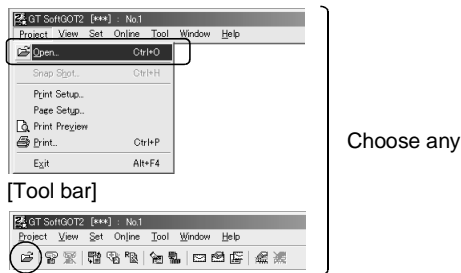 GT SoftGOT2 [***] : No.1
Project View Set Online Tool Window Help
Open.. Ctrl+O
Snap Shot.. Ctrl+H
Print Setup..
Page Setup..
Print Preview
Print.. Ctrl+P
Exit Alt+F4
Choose any
[Tool bar]
GT SoftGOT2 [***] : No.1
Project View Set Online Tool Window Help